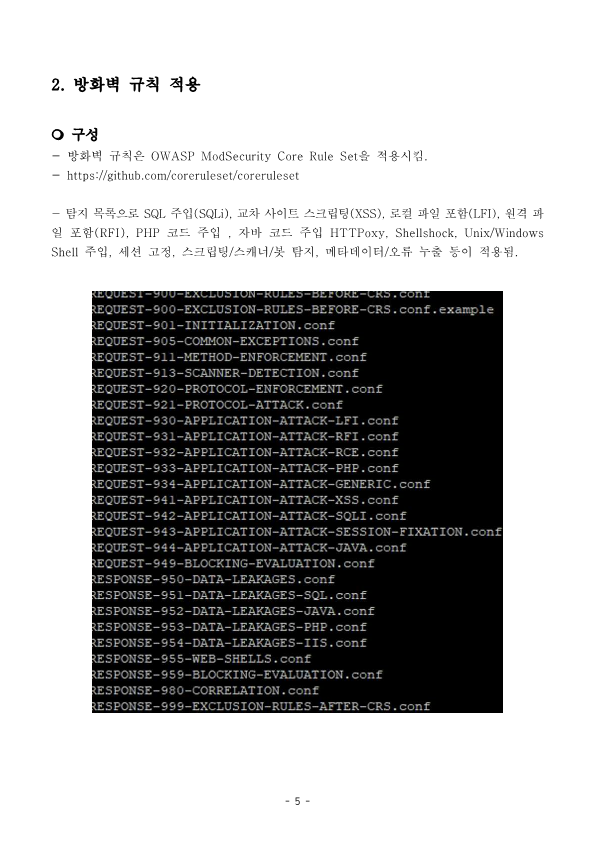 2. 방화벽 규칙 적용
❍ 구성
- 방화벽 규칙은 OWASP ModSecurity Core Rule Set을 적용시킴.
- https://github.com/coreruleset/coreruleset
- 탐지 목록으로 SQL 주입(SQLi), 교차 사이트 스크립팅(XSS), 로컬 파일 포함(LFI), 원격 파
일 포함(RFI), PHP 코드 주입 , 자바 코드 주입 HTTPoxy, Shellshock, Unix/Windows
Shell 주입, 세션 고정, 스크립팅/스캐너/봇 탐지, 메타데이터/오류 누출 등이 적용됨.
REQUEST-900-EXCLUSION-RULES-BEFORE-CRS.conf
REQUEST-900-EXCLUSION-RULES-BEFORE-CRS.conf.example
REQUEST-901-INITIALIZATION.conf
REQUEST-905-COMMON-EXCEPTIONS.conf
REQUEST-911-METHOD-ENFORCEMENT.conf
REQUEST-913-SCANNER-DETECTION.conf
REQUEST-920-PROTOCOL-ENFORCEMENT.conf
REQUEST-921-PROTOCOL-ATTACK.conf
REQUEST-930-APPLICATION-ATTACK-LFI.conf
REQUEST-931-APPLICATION-ATTACK-RFI.conf
REQUEST-932-APPLICATION-ATTACK-RCE.conf
REQUEST-933-APPLICATION-ATTACK-PHP.conf
REQUEST-934-APPLICATION-ATTACK-GENERIC.conf
REQUEST-941-APPLICATION-ATTACK-XSS.conf
REQUEST-942-APPLICATION-ATTACK-SQLI.conf
REQUEST-943-APPLICATION-ATTACK-SESSION-FIXATION.conf
REQUEST-944-APPLICATION-ATTACK-JAVA.conf
REQUEST-949-BLOCKING-EVALUATION.conf
RESPONSE-950-DATA-LEAKAGES.conf
RESPONSE-951-DATA-LEAKAGES-SQL.conf
RESPONSE-952-DATA-LEAKAGES-JAVA.conf
RESPONSE-953-DATA-LEAKAGES-PHP.conf
RESPONSE-954-DATA-LEAKAGES-IIS.conf
RESPONSE-955-WEB-SHELLS.conf
RESPONSE-959-BLOCKING-EVALUATION.conf
RESPONSE-980-CORRELATION.conf
RESPONSE-999-EXCLUSION-RULES-AFTER-CRS.conf
- 5 -